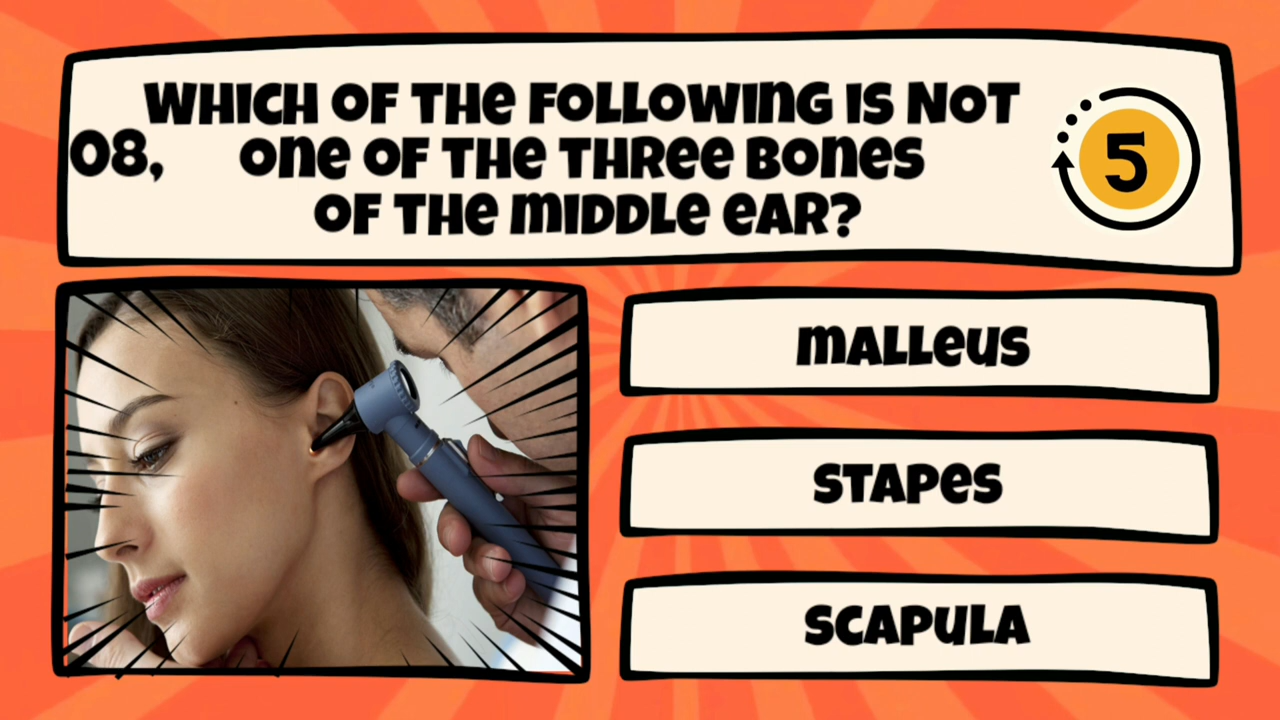 WHICH OF THE FOLLOWING IS NOT
08, ONE OF THE THREE BONES
OF THE MIDDLE EAR?
5
MALLEUS
STAPES
SCAPULA